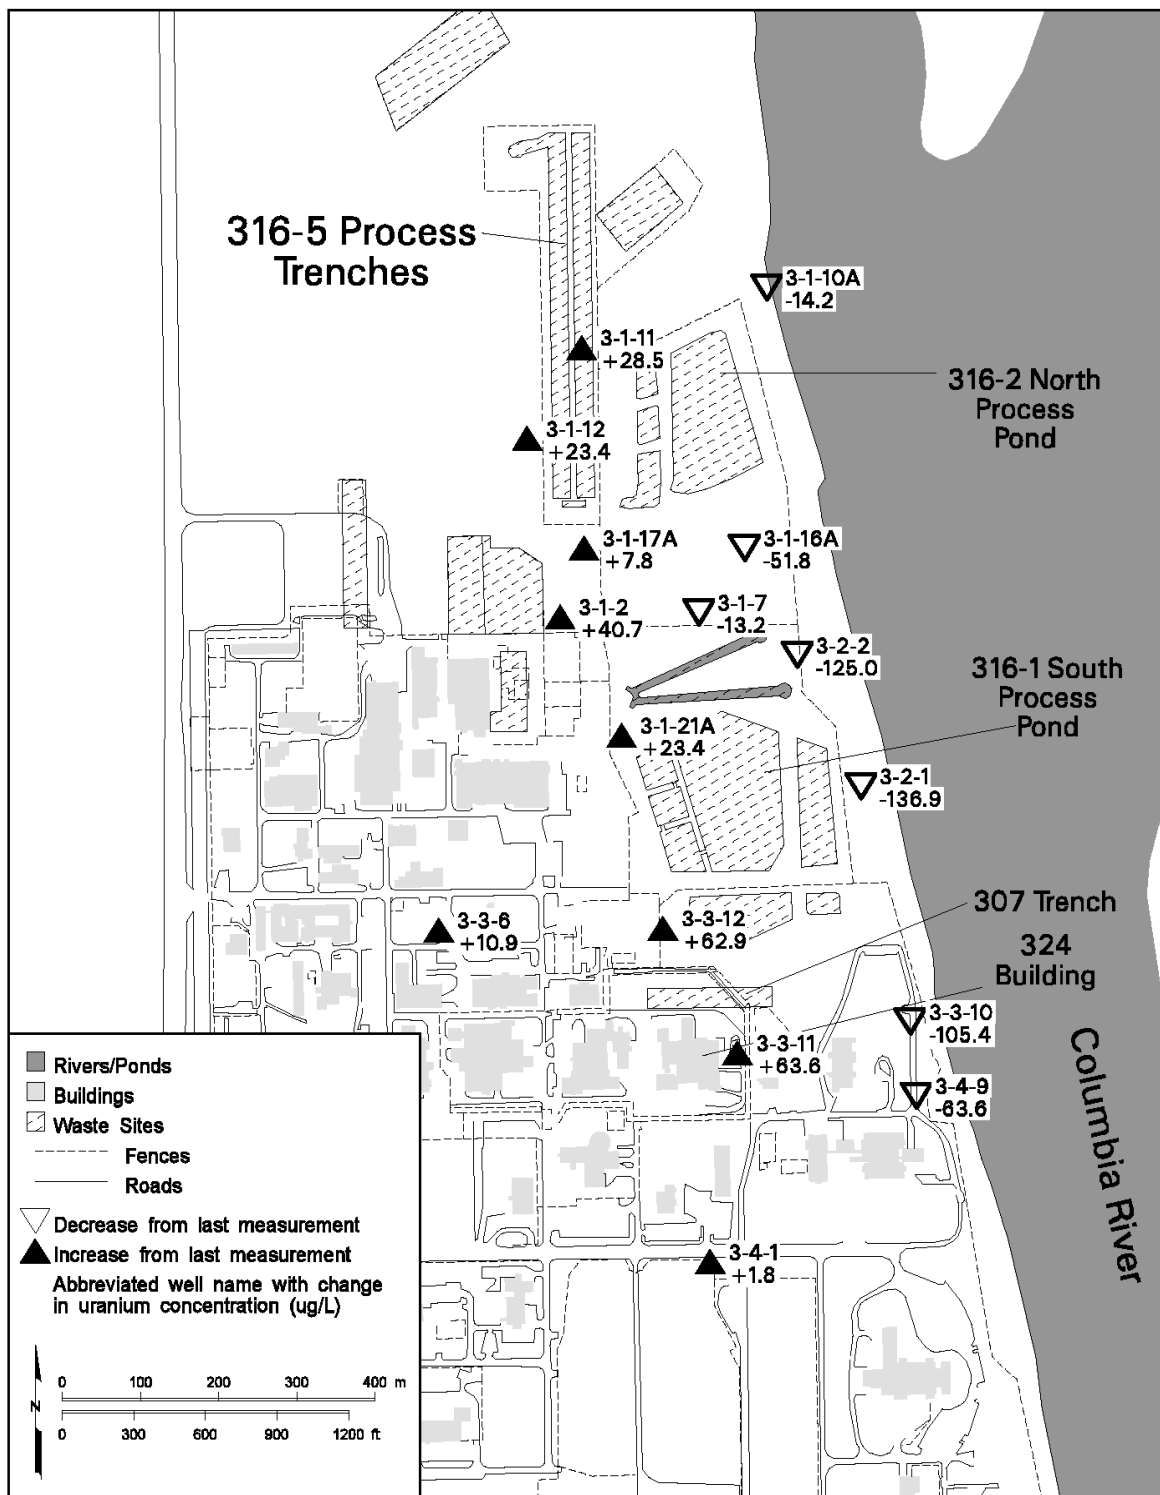 316-5 Process
Trenches
3-1-10A
-14.2
3-1-11
+28.5
316-2 North
Process
Pond
3-1-12
+23.4
3-1-17A
+7.8
3-1-16A
-51.8
3-1-2
+40.7
3-1-7
-13.2
3-2-2
-125.0
316-1 South
Process
Pond
3-1-21A
+23.4
3-2-1
-136.9
307 Trench
3-3-6
+10.9
3-3-12
+62.9
324
Building
3-3-10
-105.4
3-3-11
+63.6
3-4-9
-63.6
Columbia River
3-4-1
+1.8
Rivers/Ponds
Buildings
Waste Sites
Fences
Roads
Decrease from last measurement
Increase from last measurement
Abbreviated well name with change
in uranium concentration (ug/L)
N
0 100 200 300 400 m
0 300 600 900 1200 ft